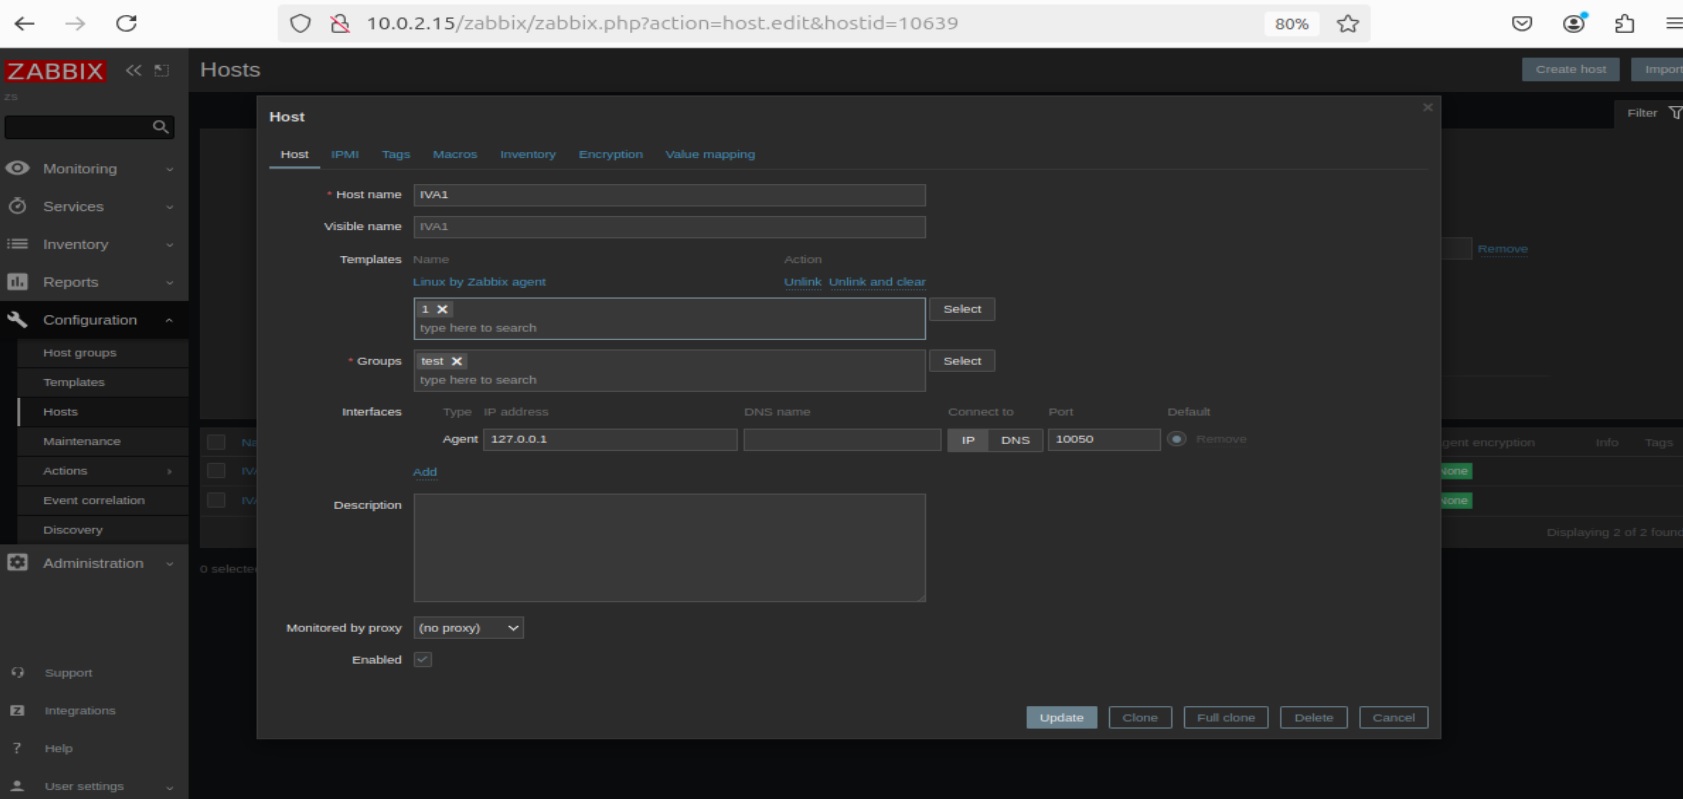 10.0.2.15/zabbix/zabbix.php?action=host.edit&hostid=10639
80%
ZABBIX
Hosts
Create host
Import
zs
Filter
Monitoring
Services
Inventory
Reports
Configuration
Host groups
Templates
Hosts
Maintenance
Actions
Event correlation
Discovery
Administration
Support
Integrations
Help
User settings
Host
Host IPMI Tags Macros Inventory Encryption Value mapping
* Host name IVA1
Visible name IVA1
Templates Name Action
Linux by Zabbix agent Unlink Unlink and clear
1
type here to search
Select
* Groups test
type here to search
Select
Interfaces Type IP address DNS name Connect to Port Default
Agent 127.0.0.1 IP DNS 10050 Remove
Add
Description
Monitored by proxy (no proxy)
Enabled
Update Clone Full clone Delete Cancel
Remove
Na
gent encryption Info Tags
IV
None
IV
None
Displaying 2 of 2 found
0 selected